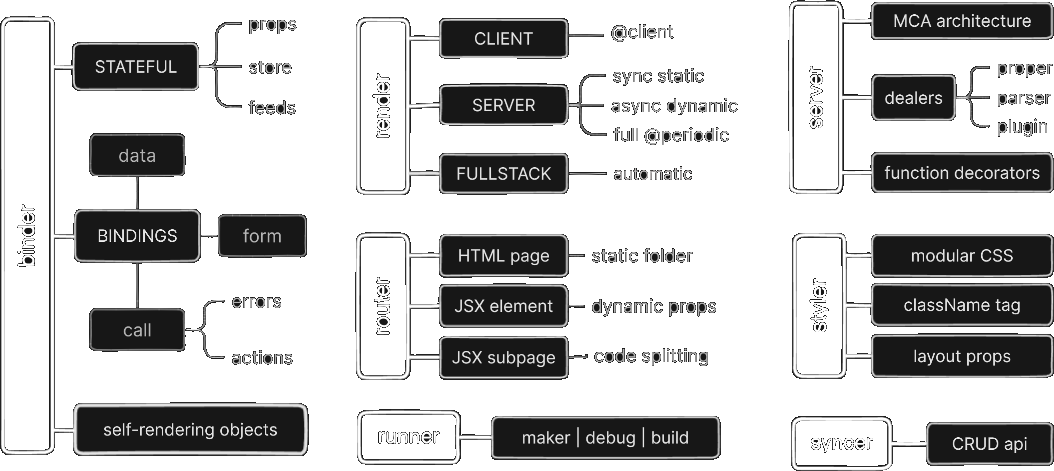 binder
STATEFUL
props
store
feeds
data
BINDINGS
form
call
errors
actions
self-rendering objects
render
CLIENT
@client
SERVER
sync static
async dynamic
full @periodic
FULLSTACK
automatic
router
HTML page
static folder
JSX element
dynamic props
JSX subpage
code splitting
runner
maker | debug | build
server
MCA architecture
dealers
proper
parser
plugin
function decorators
styler
modular CSS
className tag
layout props
syncer
CRUD api